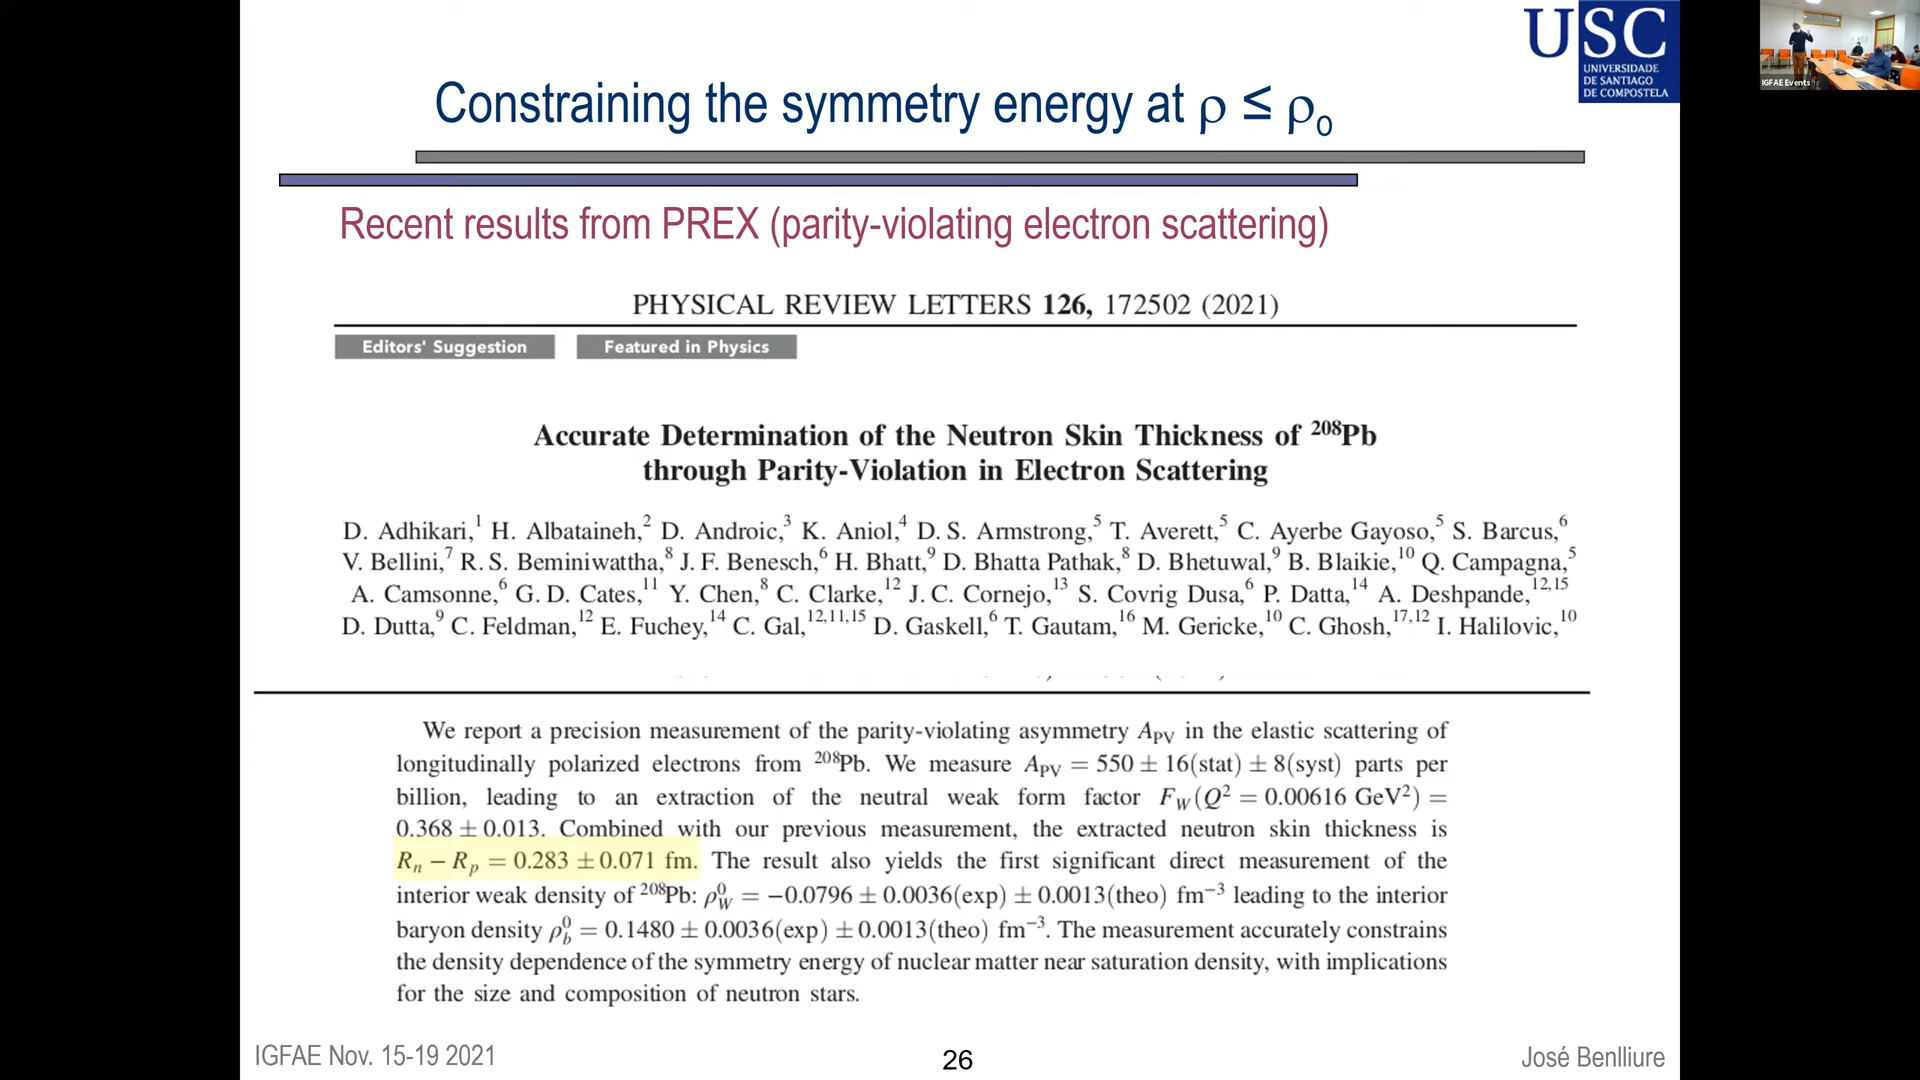 USC
UNIVERSIDADE
DE SANTIAGO
DE COMPOSTELA
IGFAE Events
Constraining the symmetry energy at ρ ≤ ρ₀
Recent results from PREX (parity-violating electron scattering)
PHYSICAL REVIEW LETTERS 126, 172502 (2021)
Editors' Suggestion Featured in Physics
Accurate Determination of the Neutron Skin Thickness of ²⁰⁸Pb
through Parity-Violation in Electron Scattering
D. Adhikari,¹ H. Albataineh,² D. Androic,³ K. Aniol,⁴ D. S. Armstrong,⁵ T. Averett,⁵ C. Ayerbe Gayoso,⁵ S. Barcus,⁶
V. Bellini,⁷ R. S. Beminiwattha,⁸ J. F. Benesch,⁶ H. Bhatt,⁹ D. Bhatta Pathak,⁸ D. Bhetuwal,⁹ B. Blaikie,¹⁰ Q. Campagna,⁵
A. Camsonne,⁶ G. D. Cates,¹¹ Y. Chen,⁸ C. Clarke,¹² J. C. Cornejo,¹³ S. Covrig Dusa,⁶ P. Datta,¹⁴ A. Deshpande,¹²,¹⁵
D. Dutta,⁹ C. Feldman,¹² E. Fuchey,¹⁴ C. Gal,¹²,¹¹,¹⁵ D. Gaskell,⁶ T. Gautam,¹⁶ M. Gericke,¹⁰ C. Ghosh,¹⁷,¹² I. Halilovic,¹⁰
We report a precision measurement of the parity-violating asymmetry A_PV in the elastic scattering of
longitudinally polarized electrons from ²⁰⁸Pb. We measure A_PV = 550 ± 16(stat) ± 8(syst) parts per
billion, leading to an extraction of the neutral weak form factor F_W(Q² = 0.00616 GeV²) =
0.368 ± 0.013. Combined with our previous measurement, the extracted neutron skin thickness is
R_n − R_p = 0.283 ± 0.071 fm. The result also yields the first significant direct measurement of the
interior weak density of ²⁰⁸Pb: ρ_W⁰ = −0.0796 ± 0.0036(exp) ± 0.0013(theo) fm⁻³ leading to the interior
baryon density ρ_b⁰ = 0.1480 ± 0.0036(exp) ± 0.0013(theo) fm⁻³. The measurement accurately constrains
the density dependence of the symmetry energy of nuclear matter near saturation density, with implications
for the size and composition of neutron stars.
IGFAE Nov. 15-19 2021
26
José Benlliure